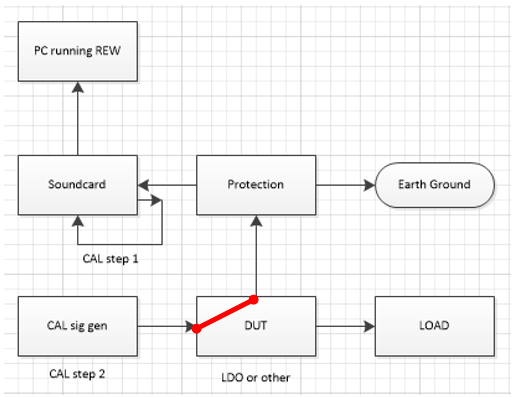 PC running REW
Soundcard
Protection
Earth Ground
CAL step 1
CAL sig gen
DUT
LOAD
CAL step 2
LDO or other